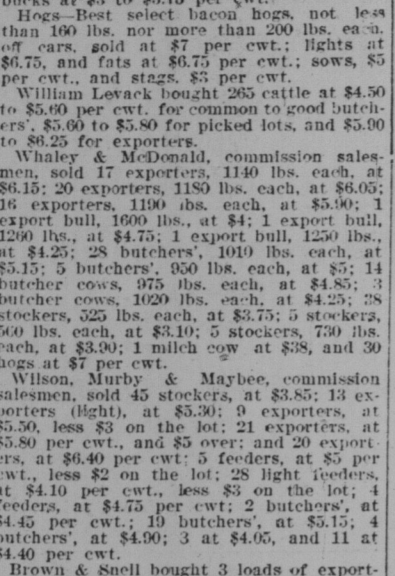 Hogs—Best select bacon hogs, not less
than 160 lbs. nor more than 200 lbs. each.
off cars, sold at $7 per cwt.; lights at
$6.75, and fats at $6.75 per cwt.; sows, $5
per cwt., and stags. $3 per cwt.
William Levack bought 265 cattle at $4.50
to $5.60 per cwt. for common to good butch-
ers', $5.60 to $5.80 for picked lots, and $5.90
to $6.25 for exporters.
Whaley & McDonald, commission sales-
men, sold 17 exporters, 1140 lbs. each, at
$6.15; 20 exporters, 1180 lbs. each, at $6.05;
16 exporters, 1190 lbs. each, at $5.90; 1
export bull, 1600 lbs., at $4; 1 export bull,
1260 lbs., at $4.75; 1 export bull, 1250 lbs.,
at $4.25; 28 butchers', 1010 lbs. each, at
$5.15; 5 butchers', 950 lbs. each, at $5; 14
butcher cows, 975 lbs. each, at $4.85; 3
butcher cows, 1020 lbs. each, at $4.25; 38
stockers, 525 lbs. each, at $3.75; 5 stockers,
560 lbs. each, at $3.10; 5 stockers, 730 lbs.
each, at $3.90; 1 milch cow at $38, and 30
hogs at $7 per cwt.
Wilson, Murby & Maybee, commission
salesmen, sold 45 stockers, at $3.85; 13 ex-
porters (light), at $5.30; 9 exporters, at
$5.50, less $3 on the lot; 21 exporters, at
$5.80 per cwt., and $5 over; and 20 export-
ers, at $6.40 per cwt; 5 feeders, at $5 per
cwt., less $2 on the lot; 28 light feeders,
at $4.10 per cwt., less $3 on the lot; 4
feeders, at $4.75 per cwt; 2 butchers', at
$4.45 per cwt.; 19 butchers', at $5.15; 4
butchers', at $4.90; 3 at $4.05, and 11 at
$4.40 per cwt.
Brown & Snell bought 3 loads of export-